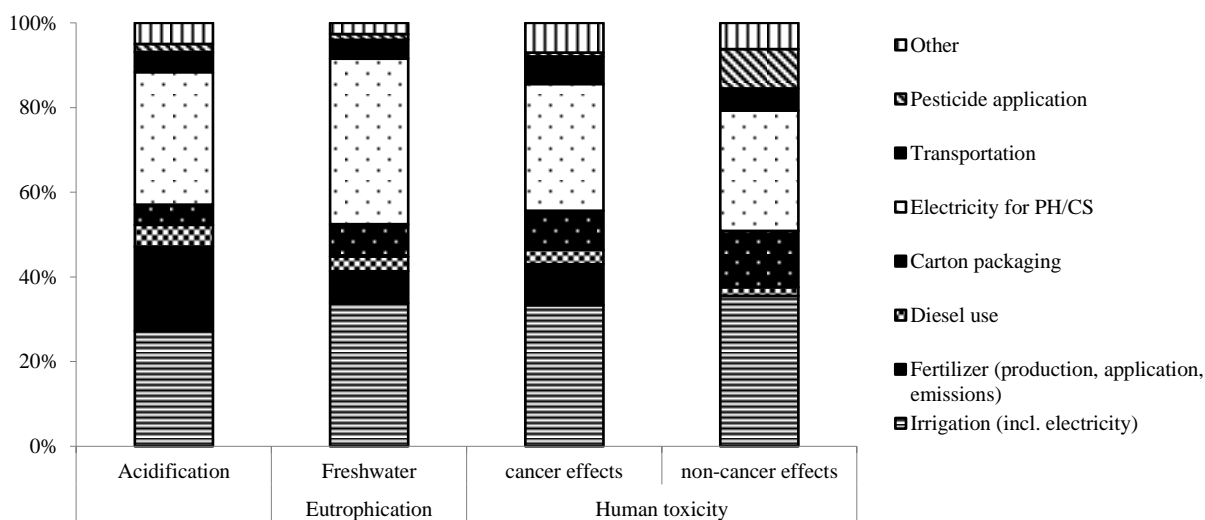 100%
80%
60%
40%
20%
0%
Acidification
Freshwater
cancer effects
non-cancer effects
Eutrophication
Human toxicity
Other
Pesticide application
Transportation
Electricity for PH/CS
Carton packaging
Diesel use
Fertilizer (production, application,
emissions)
Irrigation (incl. electricity)